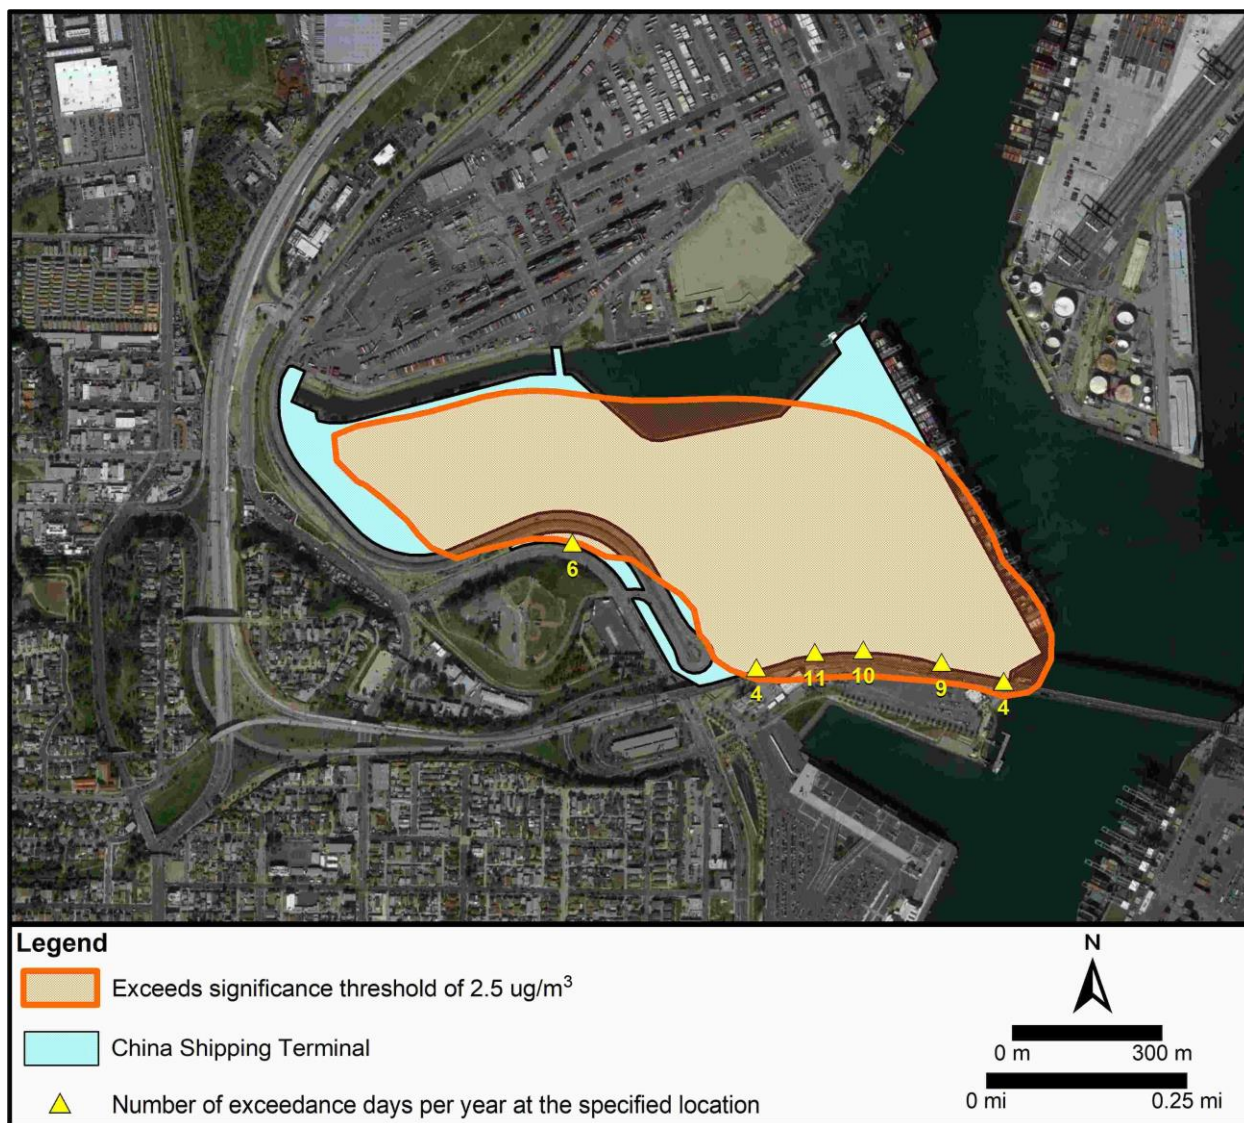 6
4
11
10
9
4
Legend
Exceeds significance threshold of 2.5 ug/m³
China Shipping Terminal
Number of exceedance days per year at the specified location
N
0 m
300 m
0 mi
0.25 mi